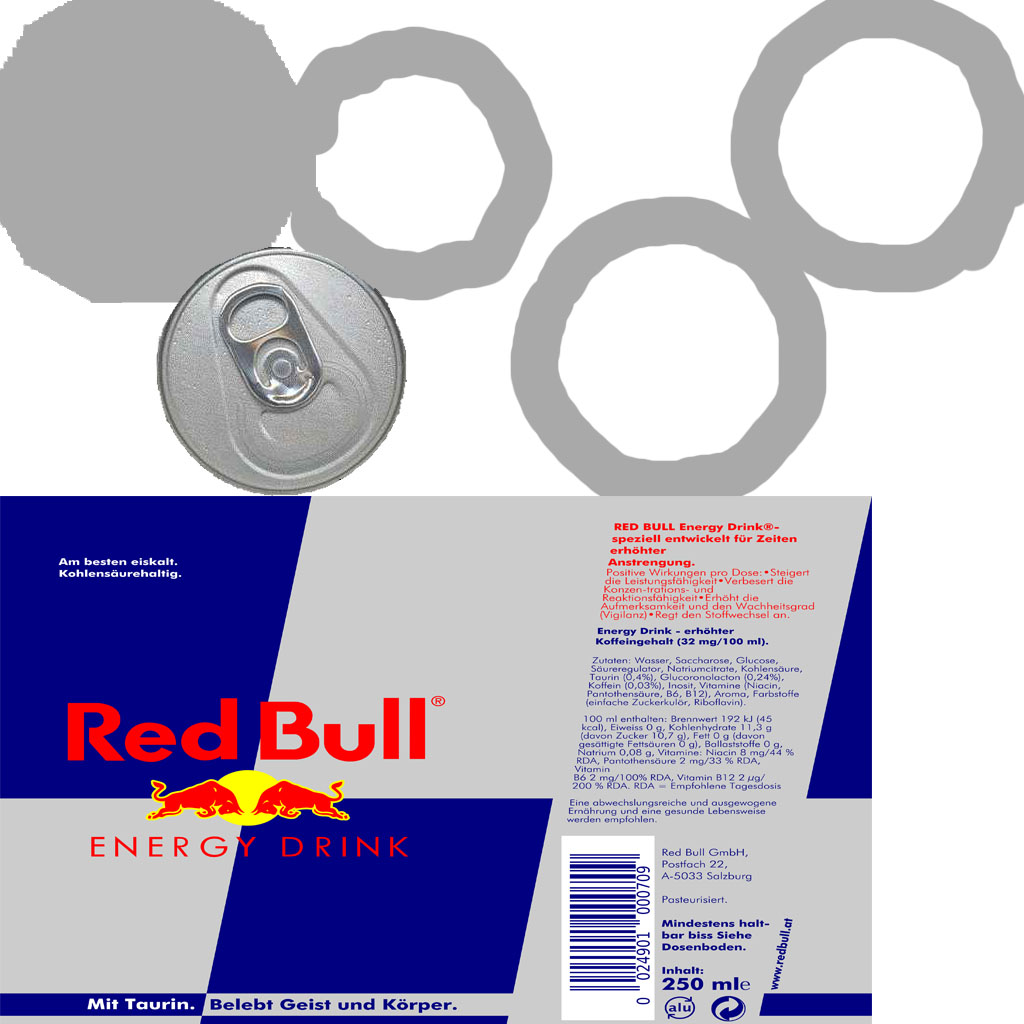 Am besten eiskalt.
Kohlensäurehaltig.
Red Bull®
ENERGY DRINK
Mit Taurin. Belebt Geist und Körper.
RED BULL Energy Drink®-
speziell entwickelt für Zeiten
erhöhter
Anstrengung.
Positive Wirkungen pro Dose:•Steigert
die Leistungsfähigkeit•Verbesert die
Konzen-trations- und
Reaktionsfähigkeit•Erhöht die
Aufmerksamkeit und den Wachheitsgrad
(Vigilanz)•Regt den Stoffwechsel an.
Energy Drink - erhöhter
Koffeingehalt (32 mg/100 ml).
Zutaten: Wasser, Saccharose, Glucose,
Säureregulator, Natriumcitrate, Kohlensäure,
Taurin (0,4%), Glucoronolacton (0,24%),
Koffein (0,03%), Inosit, Vitamine (Niacin,
Pantothensäure, B6, B12), Aroma, Farbstoffe
(einfache Zuckerkulör, Riboflavin).
100 ml enthalten: Brennwert 192 kJ (45
kcal), Eiweiss 0 g, Kohlenhydrate 11,3 g
(davon Zucker 10,7 g), Fett 0 g (davon
gesättigte Fettsäuren 0 g), Ballaststoffe 0 g,
Natrium 0,08 g, Vitamine: Niacin 8 mg/44 %
RDA, Pantothensäure 2 mg/33 % RDA,
Vitamin
B6 2 mg/100% RDA, Vitamin B12 2 µg/
200 % RDA. RDA = Empfohlene Tagesdosis
Eine abwechslungsreiche und ausgewogene
Ernährung und eine gesunde Lebensweise
werden empfohlen.
0 024901 000709
Red Bull GmbH,
Postfach 22,
A-5033 Salzburg
Pasteurisiert.
Mindestens halt-
bar biss Siehe
Dosenboden.
www.redbull.at
Inhalt:
250 mle
alu